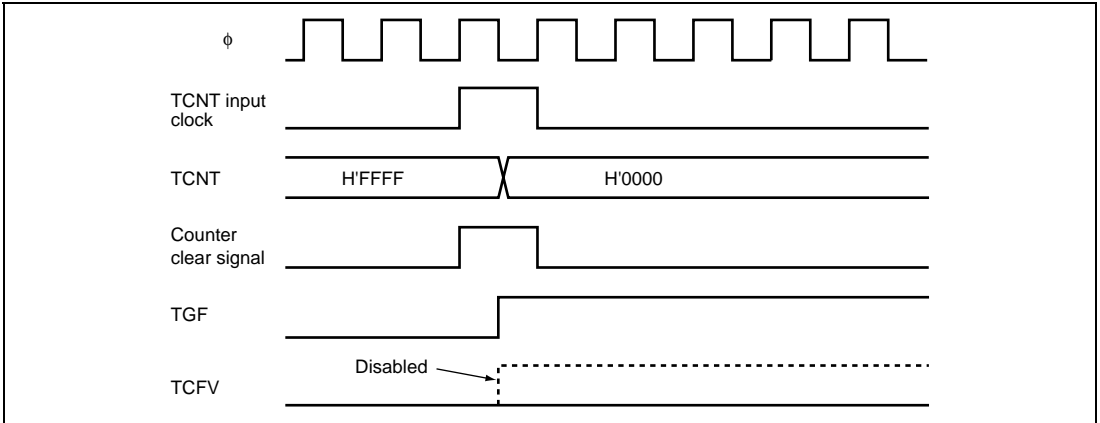 ϕ
TCNT input
clock
TCNT
H'FFFF
H'0000
Counter
clear signal
TGF
Disabled
TCFV